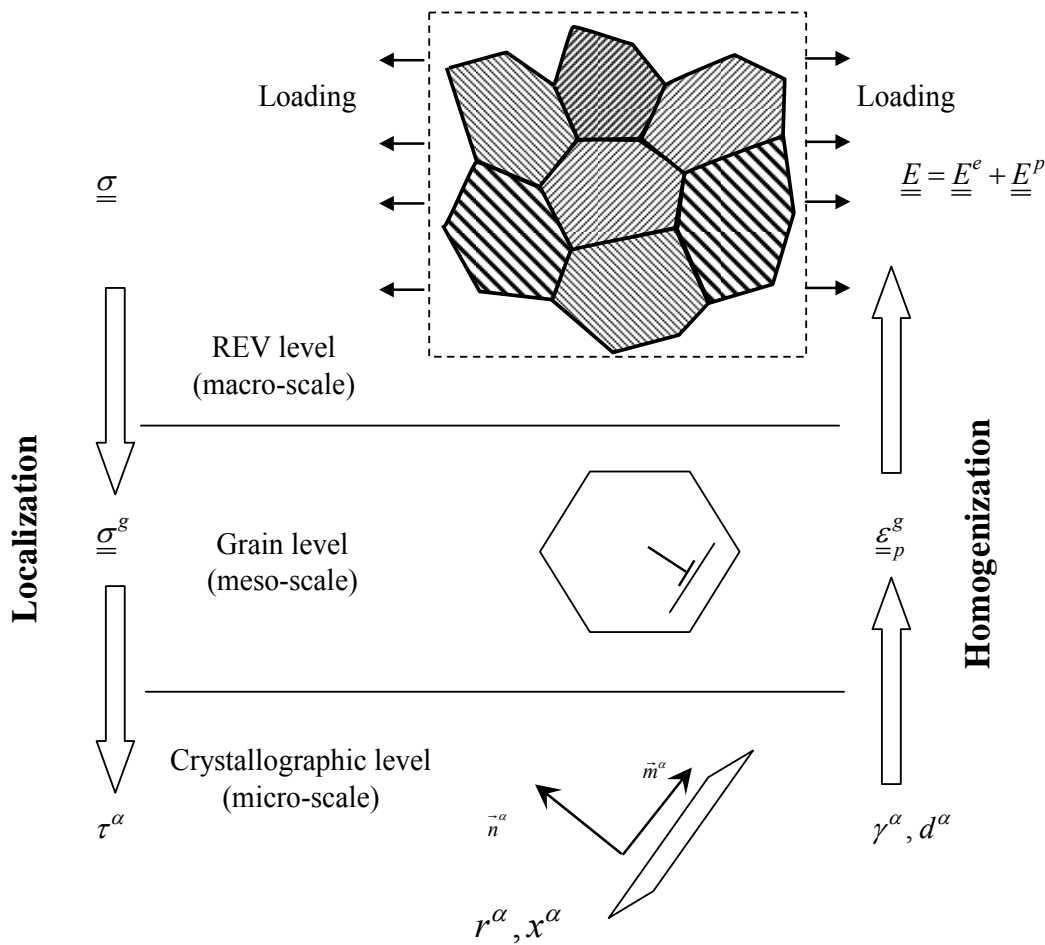 Loading
Loading
σ
E = E^e + E^p
REV level
(macro-scale)
Localization
Homogenization
σ^g
Grain level
(meso-scale)
ε_p^g
Crystallographic level
(micro-scale)
m⃗^α
n⃗^α
τ^α
γ^α, d^α
r^α, x^α